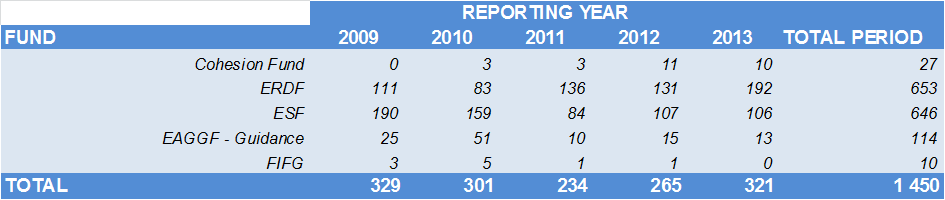 REPORTING YEAR
FUND 2009 2010 2011 2012 2013 TOTAL PERIOD
Cohesion Fund 0 3 3 11 10 27
ERDF 111 83 136 131 192 653
ESF 190 159 84 107 106 646
EAGGF - Guidance 25 51 10 15 13 114
FIFG 3 5 1 1 0 10
TOTAL 329 301 234 265 321 1 450